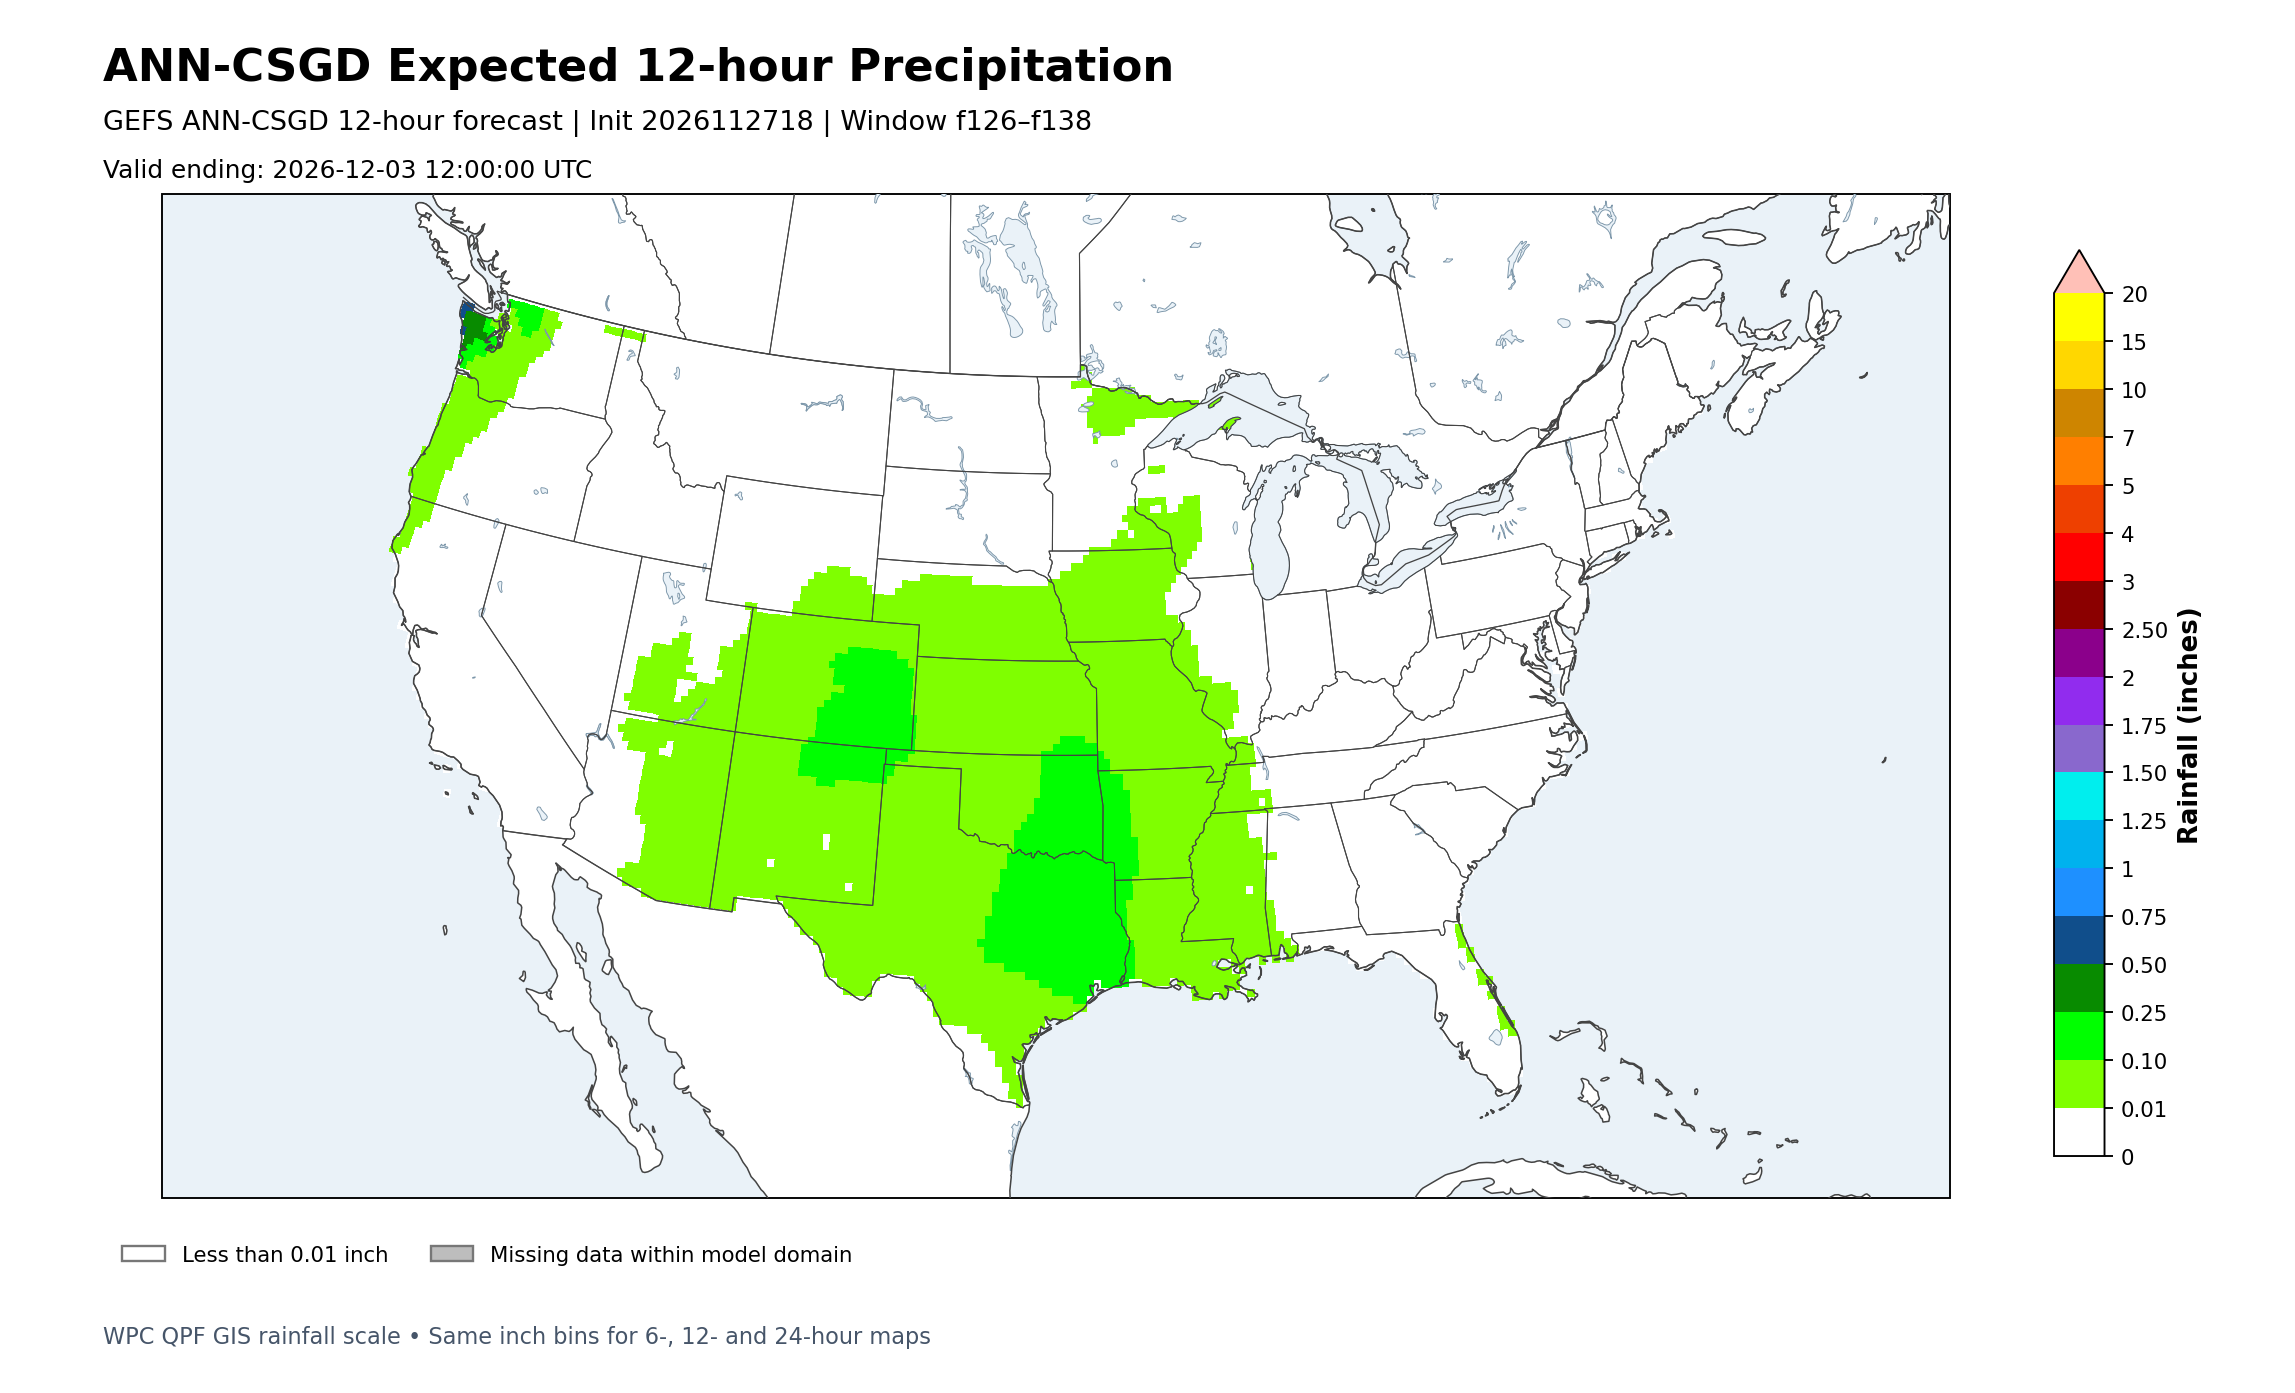 ANN-CSGD Expected 12-hour Precipitation
GEFS ANN-CSGD 12-hour forecast | Init 2026112718 | Window f126–f138
Valid ending: 2026-12-03 12:00:00 UTC
20
15
10
7
5
4
3
2.50
2
1.75
1.50
1.25
1
0.75
0.50
0.25
0.10
0.01
0
Rainfall (inches)
Less than 0.01 inch
Missing data within model domain
WPC QPF GIS rainfall scale • Same inch bins for 6-, 12- and 24-hour maps